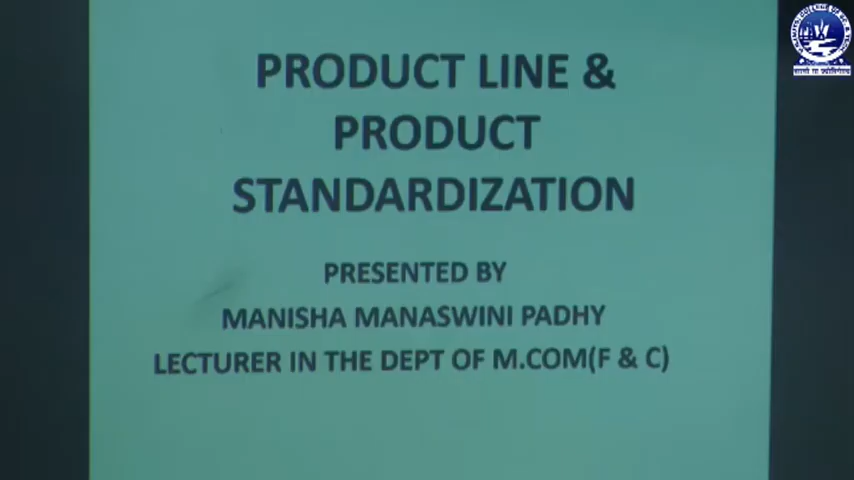 PRODUCT LINE &
PRODUCT
STANDARDIZATION
PRESENTED BY
MANISHA MANASWINI PADHY
LECTURER IN THE DEPT OF M.COM(F & C)